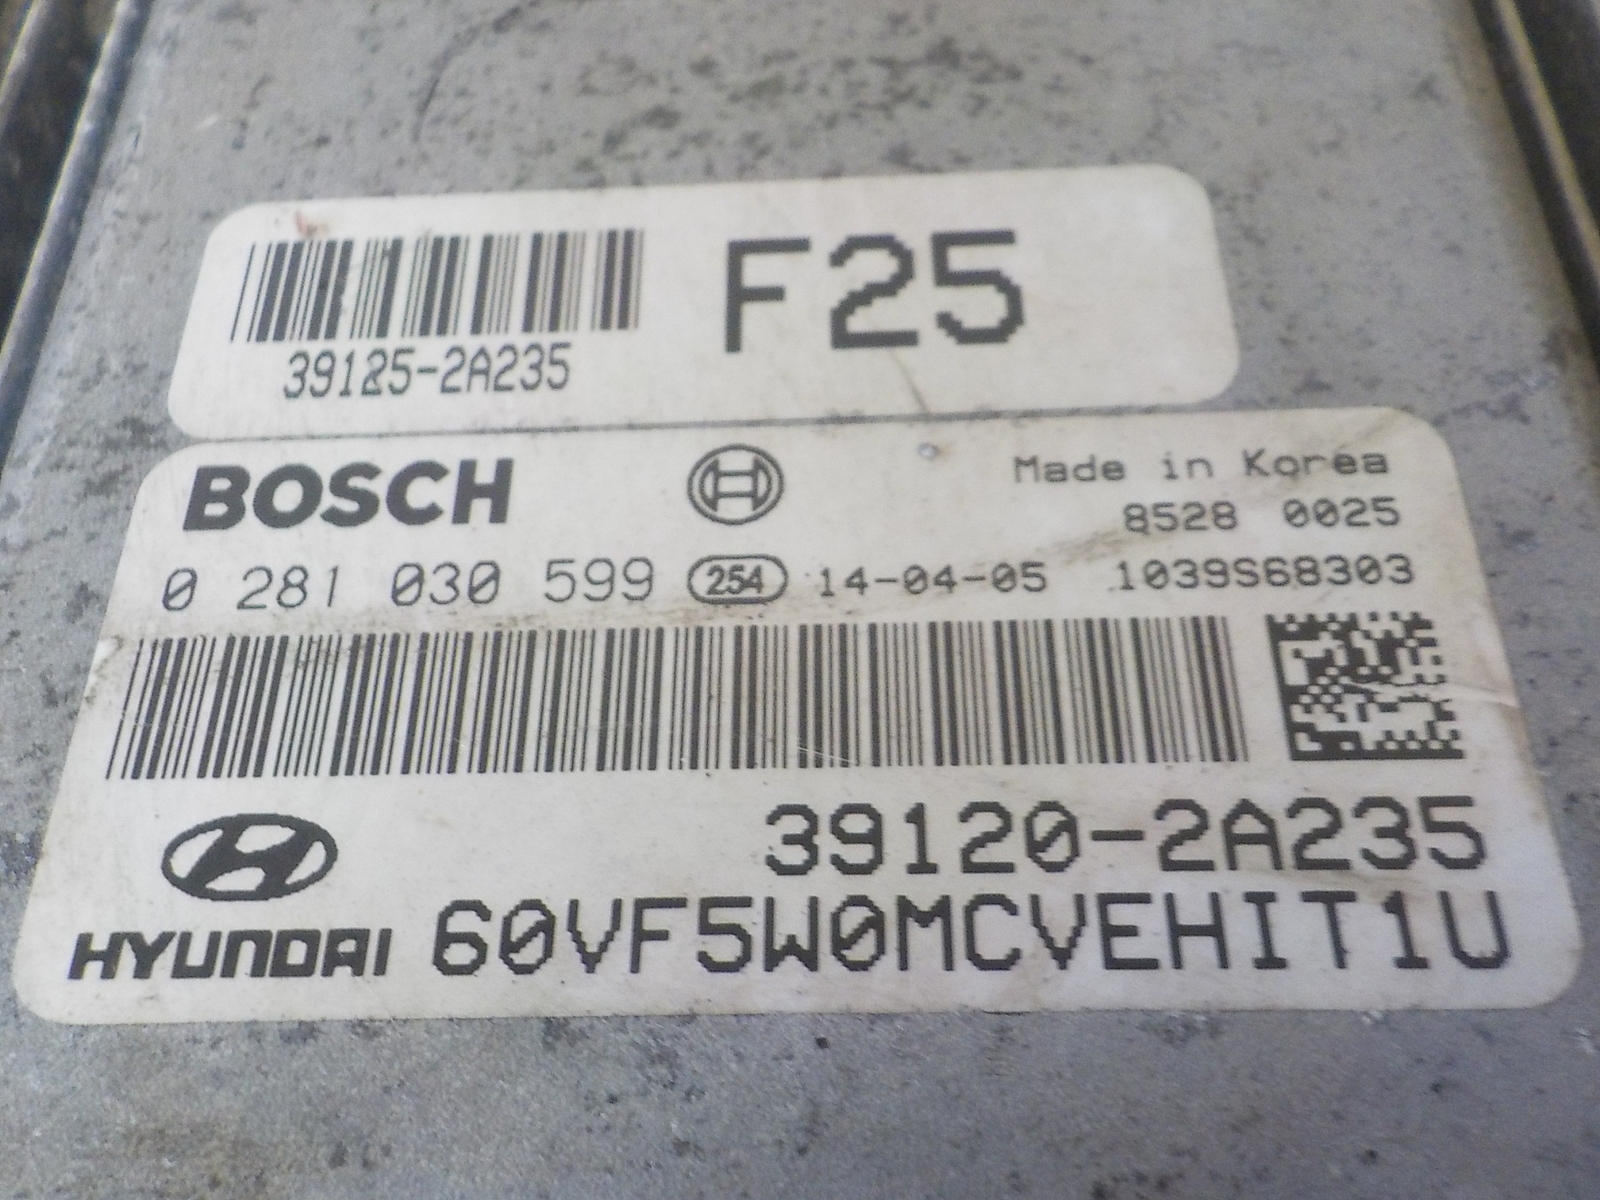 F25
39125-2A235
BOSCH
Made in Korea
8528 0025
0 281 030 599 254 14-04-05 1039S68303
39120-2A235
HYUNDAI 60VF5W0MCVEHIT1U